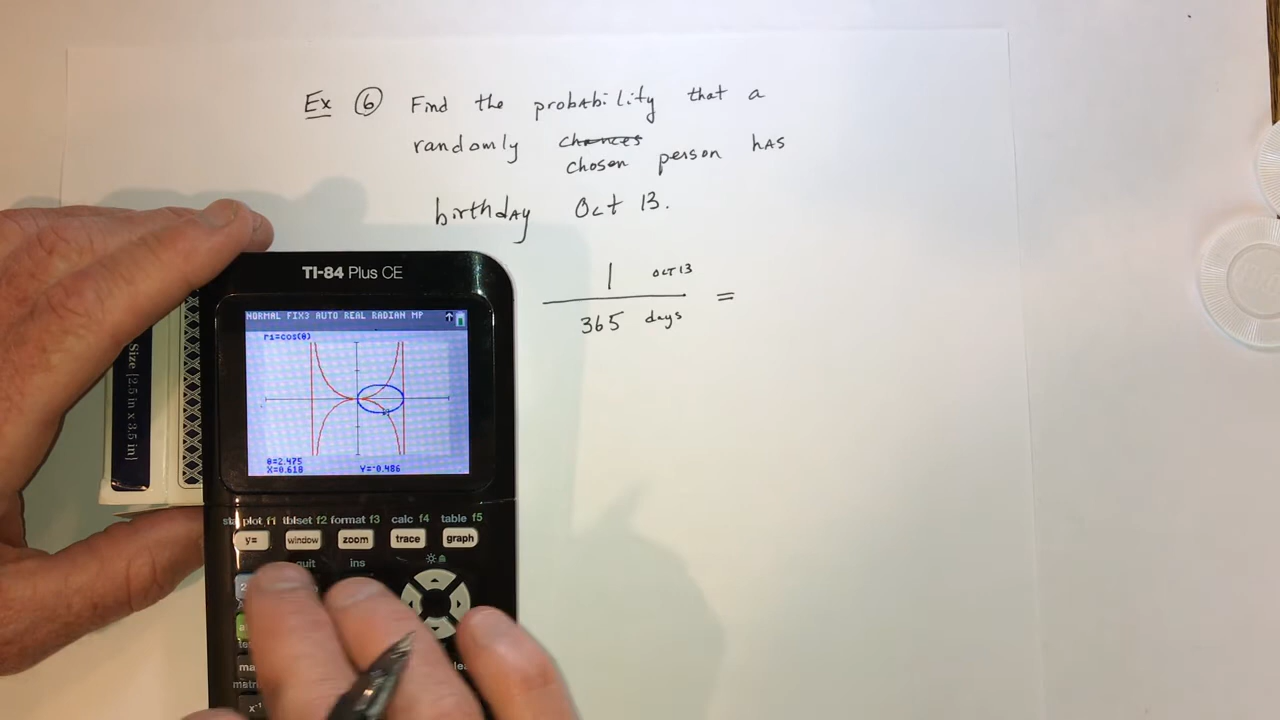 Ex 6 Find the probability that a
randomly chances
chosen person has
birthday Oct 13.
1 OCT 13
365 days =
TI-84 Plus CE
NORMAL FIX3 AUTO REAL RADIAN MP
r1=cos(θ)
θ=2.475
X=0.618 Y=-0.486
Size [2.5 in x 3.5 in]
stat plot f1 tblset f2 format f3 calc f4 table f5
y= window zoom trace graph
quit ins
x-1